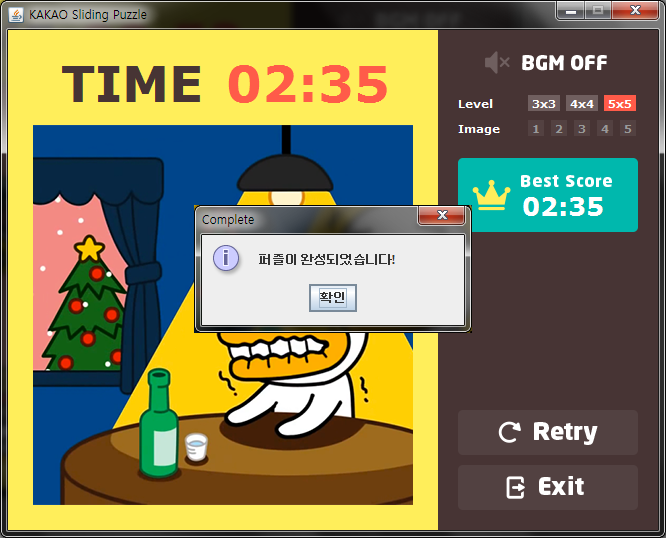 KAKAO Sliding Puzzle
TIME 02:35
BGM OFF
Level 3x3 4x4 5x5
Image 1 2 3 4 5
Best Score
02:35
Complete
퍼즐이 완성되었습니다!
확인
Retry
Exit